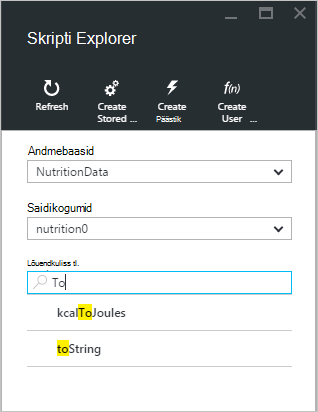 Skripti Explorer
f(n)
Refresh Create Create Create
Stored ... Päästik User ...
Andmebaasid
NutritionData
Saidikogumid
nutrition0
Lõuendkuliss tl.
To
kcalToJoules
toString